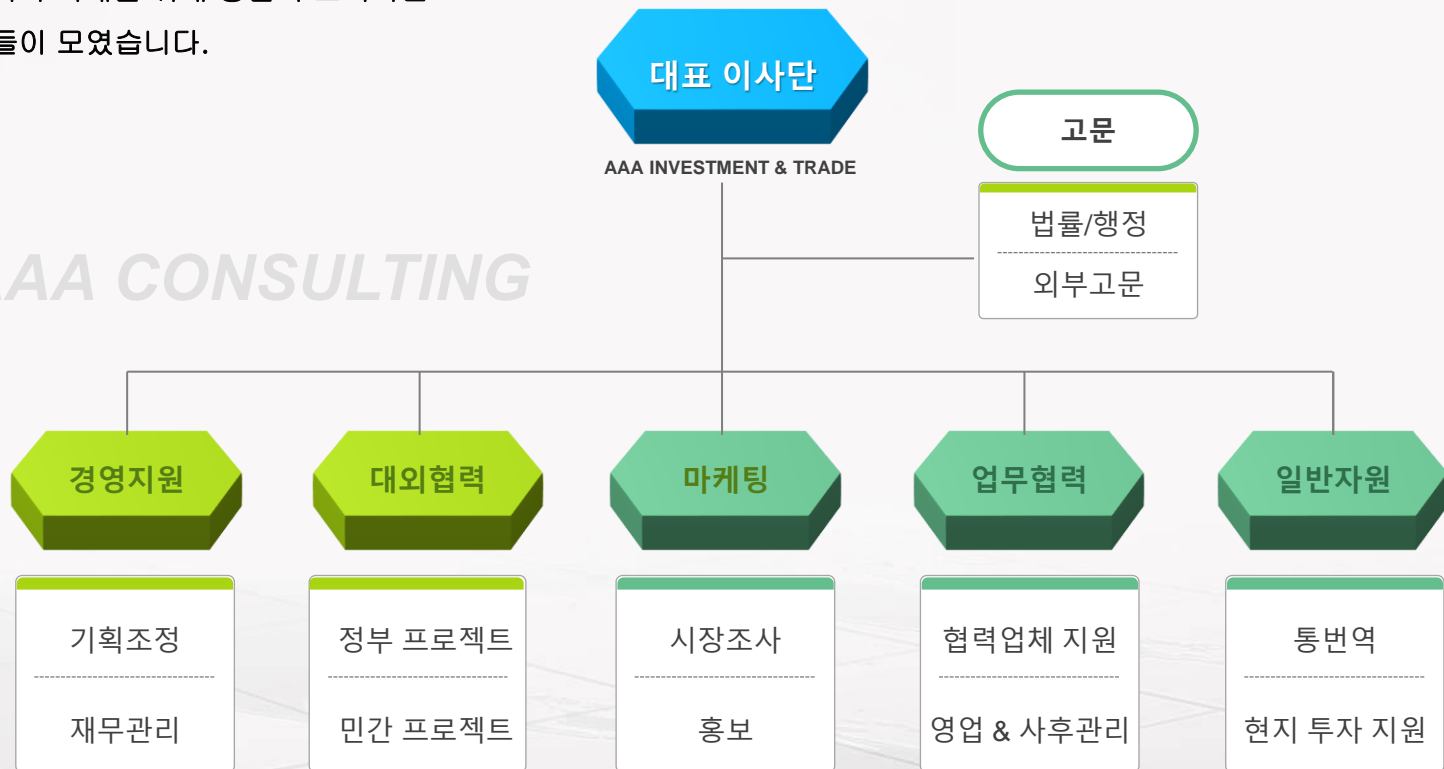 들이 모였습니다.
대표 이사단
AAA INVESTMENT & TRADE
고문
법률/행정
외부고문
AA CONSULTING
경영지원
대외협력
마케팅
업무협력
일반자원
기획조정
정부 프로젝트
시장조사
협력업체 지원
통번역
재무관리
민간 프로젝트
홍보
영업 & 사후관리
현지 투자 지원